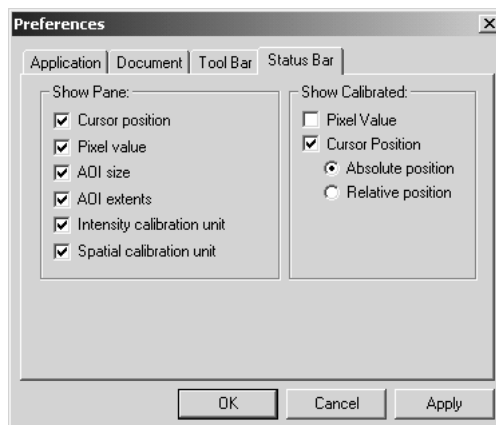 Preferences
Application
Document
Tool Bar
Status Bar
Show Pane:
Cursor position
Pixel value
AOI size
AOI extents
Intensity calibration unit
Spatial calibration unit
Show Calibrated:
Pixel Value
Cursor Position
Absolute position
Relative position
OK
Cancel
Apply